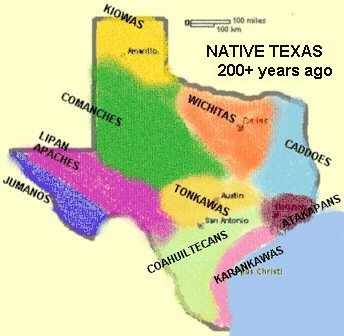 KIOWAS
100 miles
100 km
Amarillo
NATIVE TEXAS
200+ years ago
COMANCHES
WICHITAS
Dallas
LIPAN
APACHES
CADDOES
JUMANOS
TONKAWAS
Austin
San Antonio
ATAKAPANS
COAHUILTECANS
KARANKAWAS
Christi